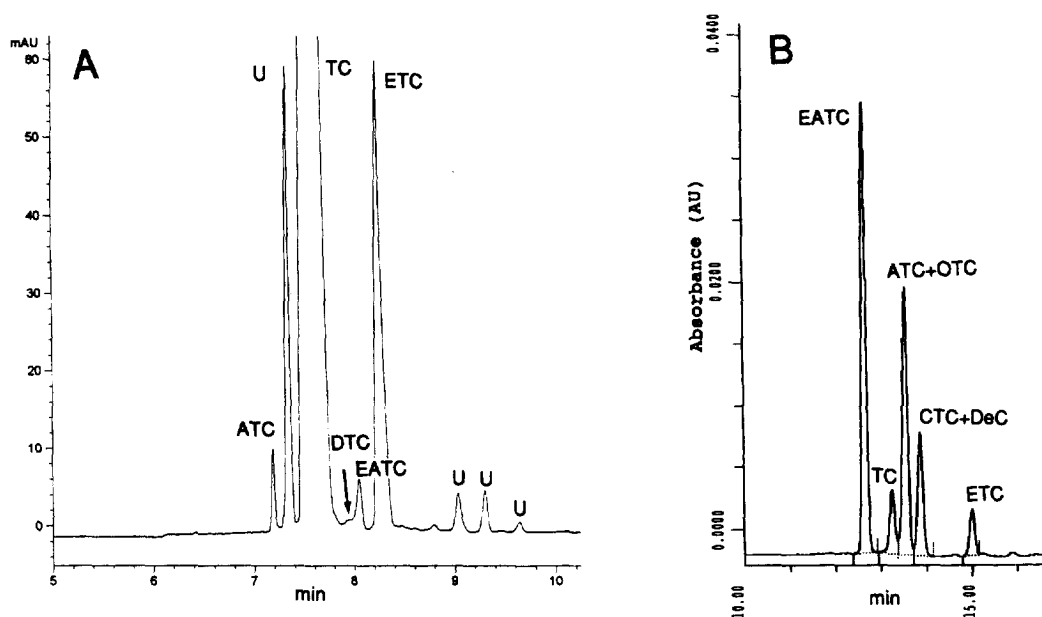 mAU
A
60
50
40
30
20
10
0
U
TC
ETC
ATC
DTC
EATC
U
U
U
5
6
7
8
9
10
min
B
0.0400
0.0200
0.0000
Absorbance (AU)
EATC
ATC+OTC
CTC+DeC
TC
ETC
10.00
min
15.00